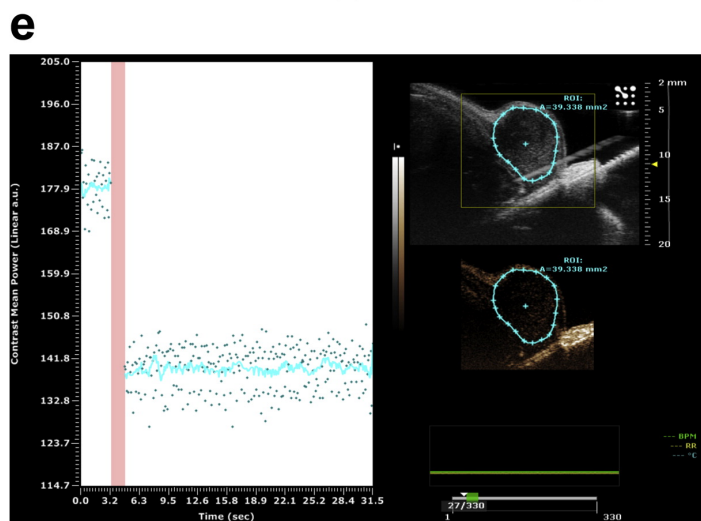 e
205.0
196.0
187.0
177.9
168.9
159.9
150.8
141.8
132.8
123.7
114.7
Contrast Mean Power (Linear a.u.)
0.0 3.2 6.3 9.5 12.6 15.8 18.9 22.1 25.2 28.4 31.5
Time (sec)
ROI:
A=39.338 mm2
2 mm
5
10
15
20
ROI:
A=39.338 mm2
--- BPM
--- RR
--- °C
27/330
1 330